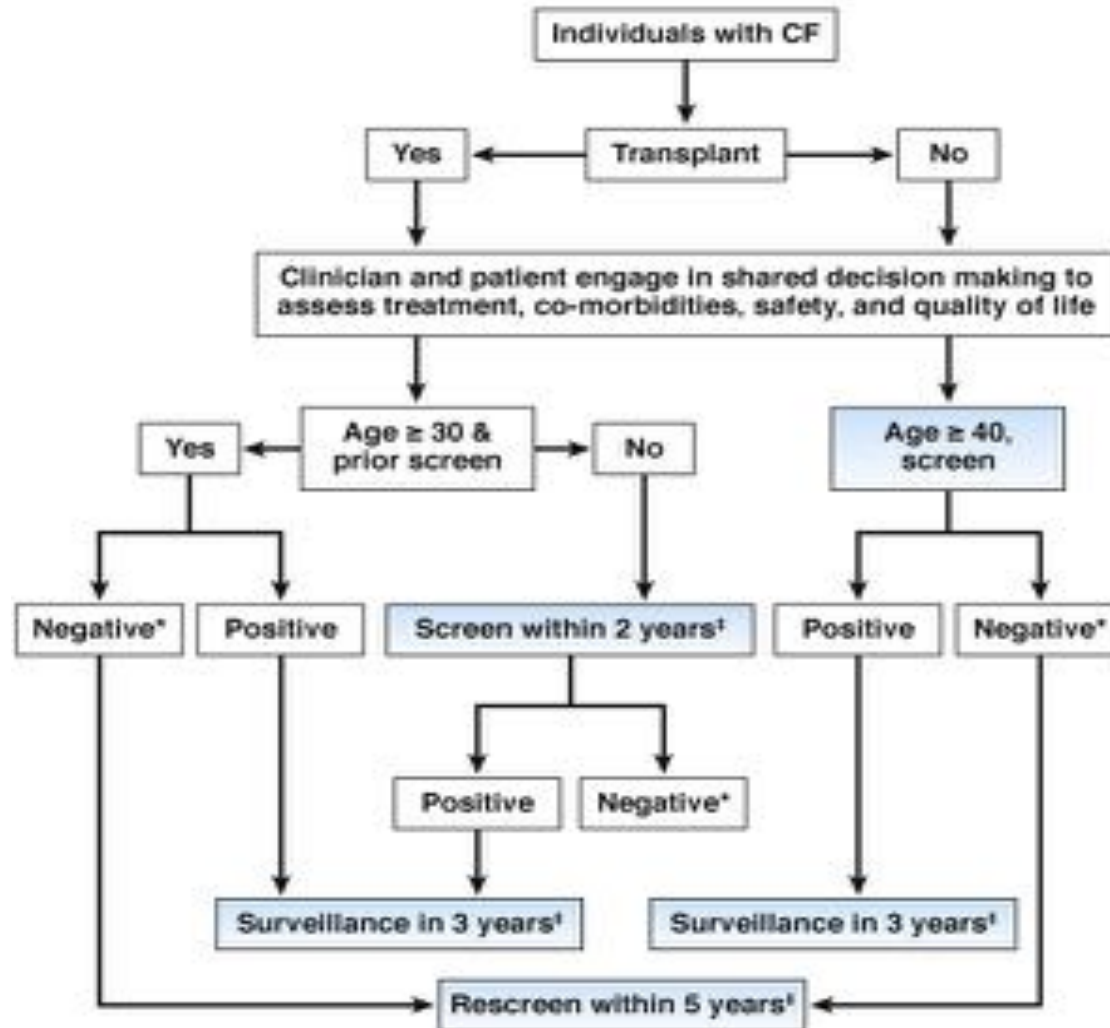 Individuals with CF
Yes
Transplant
No
Clinician and patient engage in shared decision making to
assess treatment, co-morbidities, safety, and quality of life
Yes
Age ≥ 30 &
prior screen
No
Age ≥ 40,
screen
Negative*
Positive
Screen within 2 years‡
Positive
Negative*
Positive
Negative*
Surveillance in 3 years‡
Surveillance in 3 years‡
Rescreen within 5 years‡